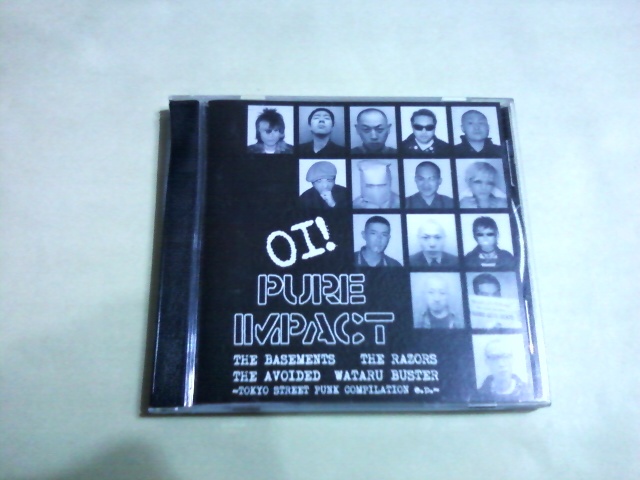 OI!
PURE
IMPACT
THE BASEMENTS THE RAZORS
THE AVOIDED WATARU BUSTER
~TOKYO STREET PUNK COMPILATION e.p.~